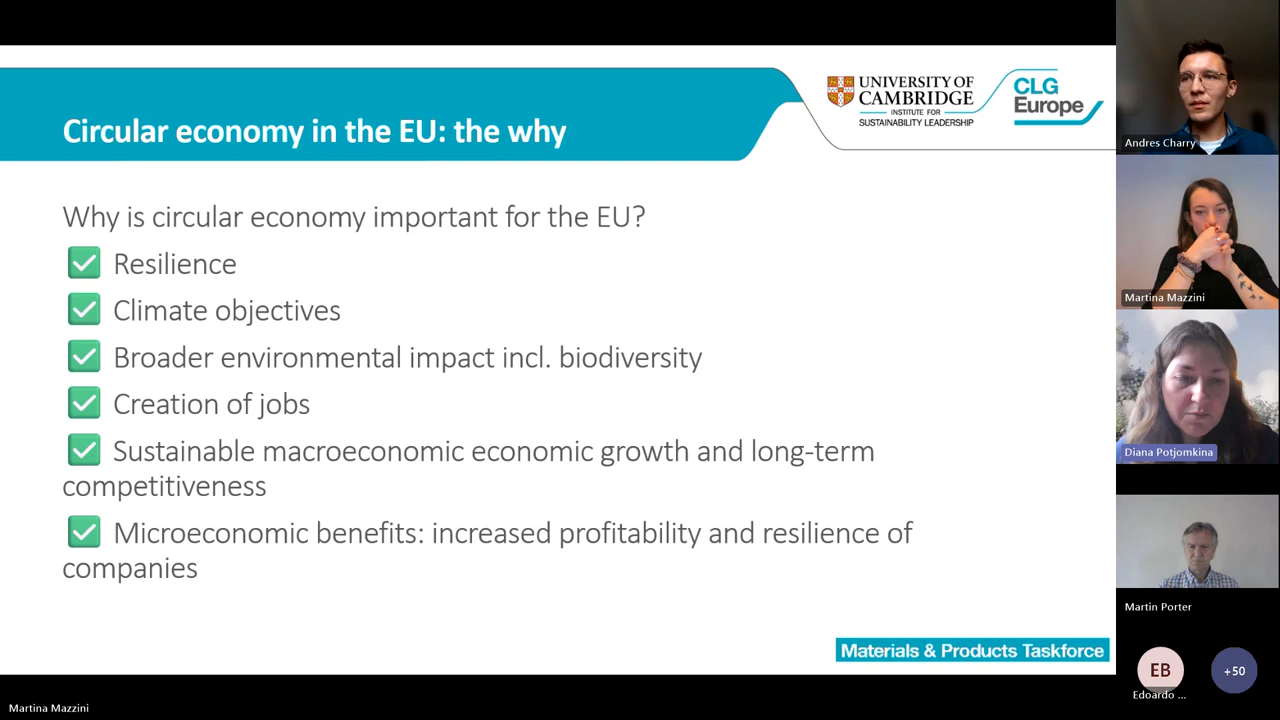 Circular economy in the EU: the why
UNIVERSITY OF
CAMBRIDGE
INSTITUTE FOR
SUSTAINABILITY LEADERSHIP
CLG
Europe
Why is circular economy important for the EU?
✅ Resilience
✅ Climate objectives
✅ Broader environmental impact incl. biodiversity
✅ Creation of jobs
✅ Sustainable macroeconomic economic growth and long-term
competitiveness
✅ Microeconomic benefits: increased profitability and resilience of
companies
Materials & Products Taskforce
Andres Charry
Martina Mazzini
Diana Potjomkina
Martin Porter
EB
Edoardo ...
+50
Martina Mazzini